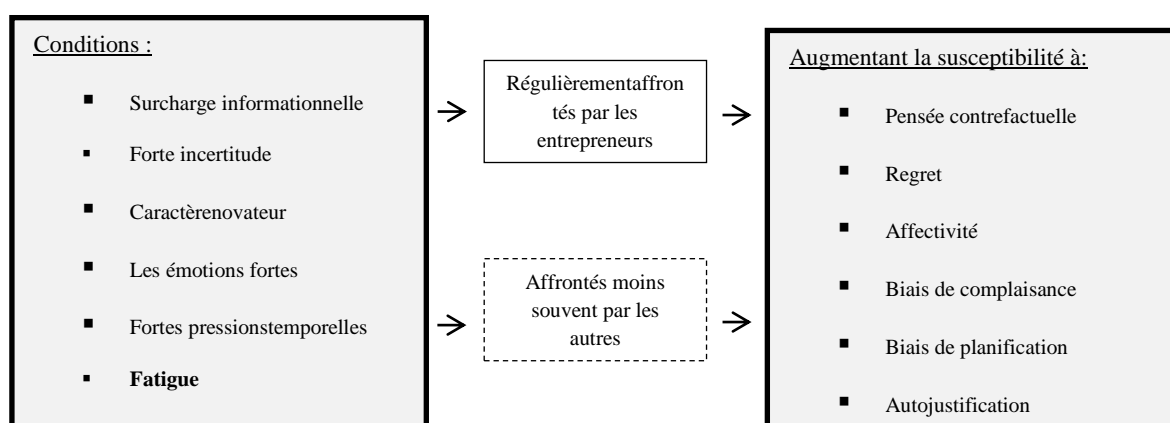 Conditions :
Surcharge informationnelle
Forte incertitude
Caractèrenovateur
Les émotions fortes
Fortes pressionstemporelles
Fatigue
Régulièrementaffron
tés par les
entrepreneurs
Affrontés moins
souvent par les
autres
Augmentant la susceptibilité à:
Pensée contrefactuelle
Regret
Affectivité
Biais de complaisance
Biais de planification
Autojustification